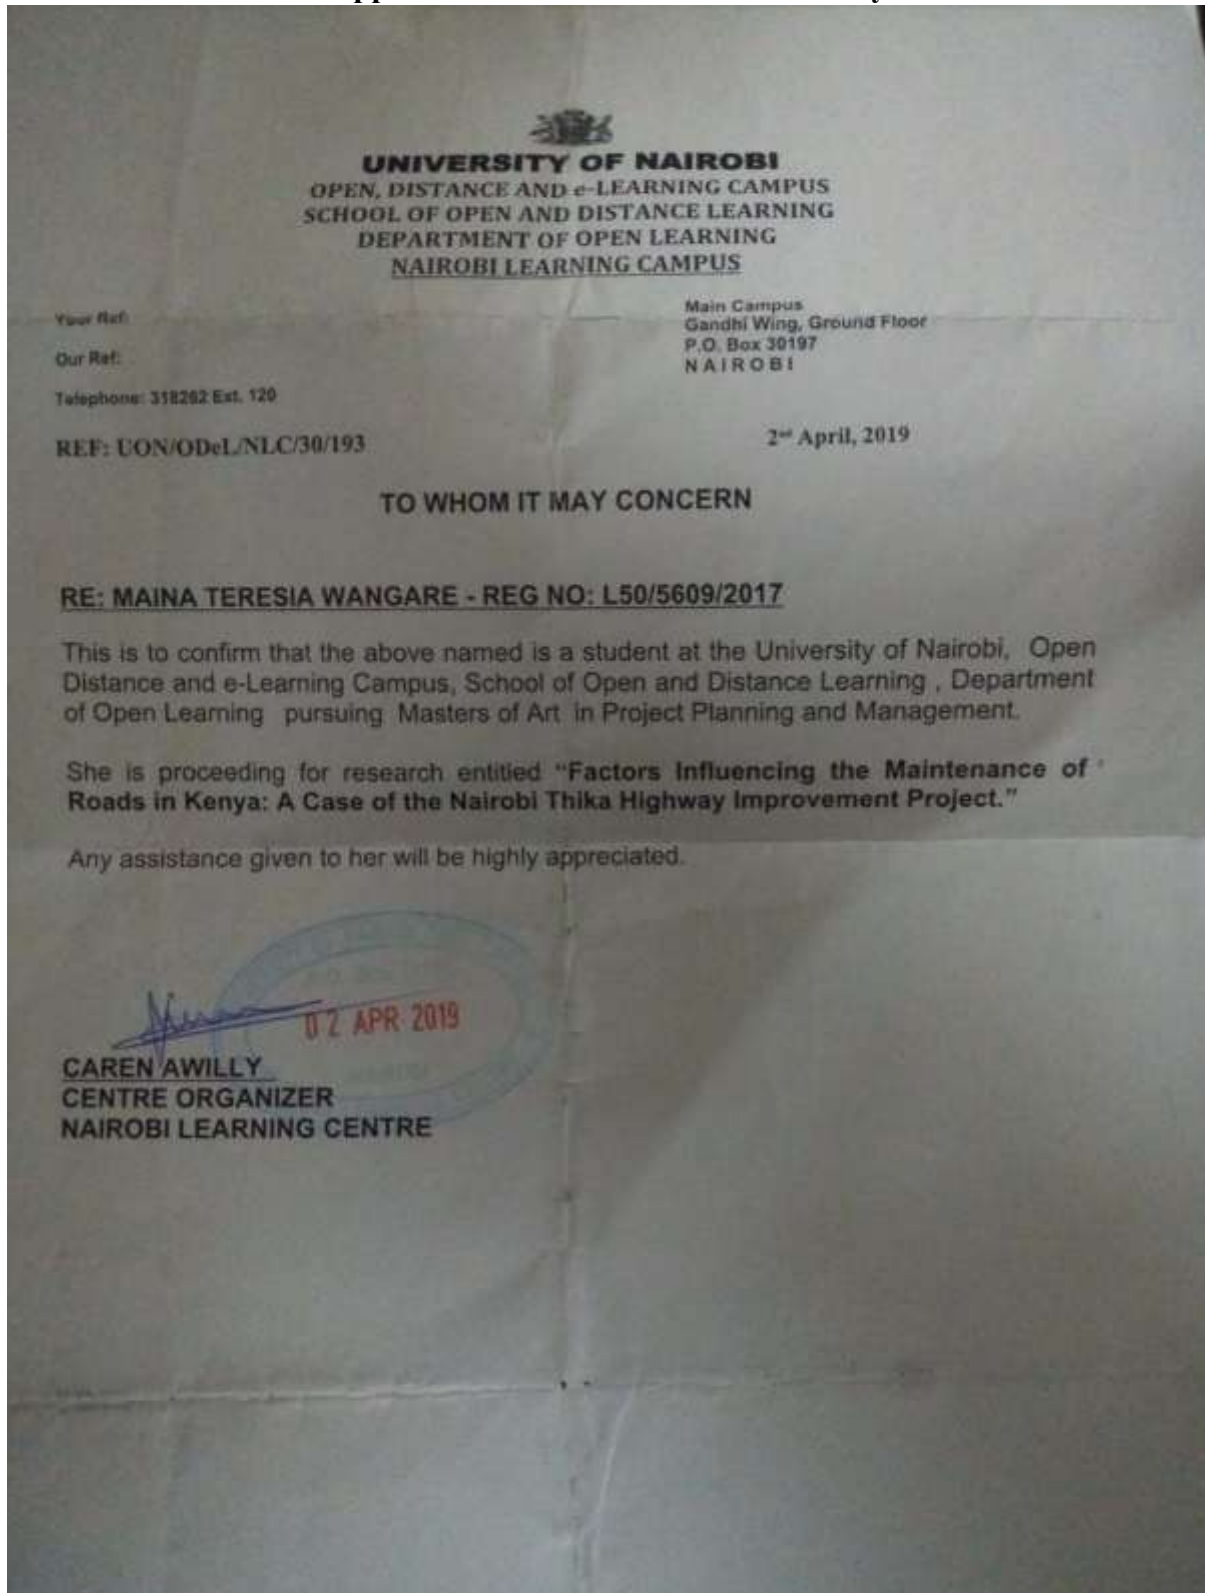 UNIVERSITY OF NAIROBI
OPEN, DISTANCE AND e-LEARNING CAMPUS
SCHOOL OF OPEN AND DISTANCE LEARNING
DEPARTMENT OF OPEN LEARNING
NAIROBI LEARNING CAMPUS
Your Ref:
Our Ref:
Telephone: 318262 Ext. 120
Main Campus
Gandhi Wing, Ground Floor
P.O. Box 30197
N A I R O B I
REF: UON/ODeL/NLC/30/193
2nd April, 2019
TO WHOM IT MAY CONCERN
RE: MAINA TERESIA WANGARE - REG NO: L50/5609/2017
This is to confirm that the above named is a student at the University of Nairobi, Open
Distance and e-Learning Campus, School of Open and Distance Learning , Department
of Open Learning pursuing Masters of Art in Project Planning and Management.
She is proceeding for research entitled “Factors Influencing the Maintenance of
Roads in Kenya: A Case of the Nairobi Thika Highway Improvement Project.”
Any assistance given to her will be highly appreciated.
02 APR 2019
CAREN AWILLY
CENTRE ORGANIZER
NAIROBI LEARNING CENTRE